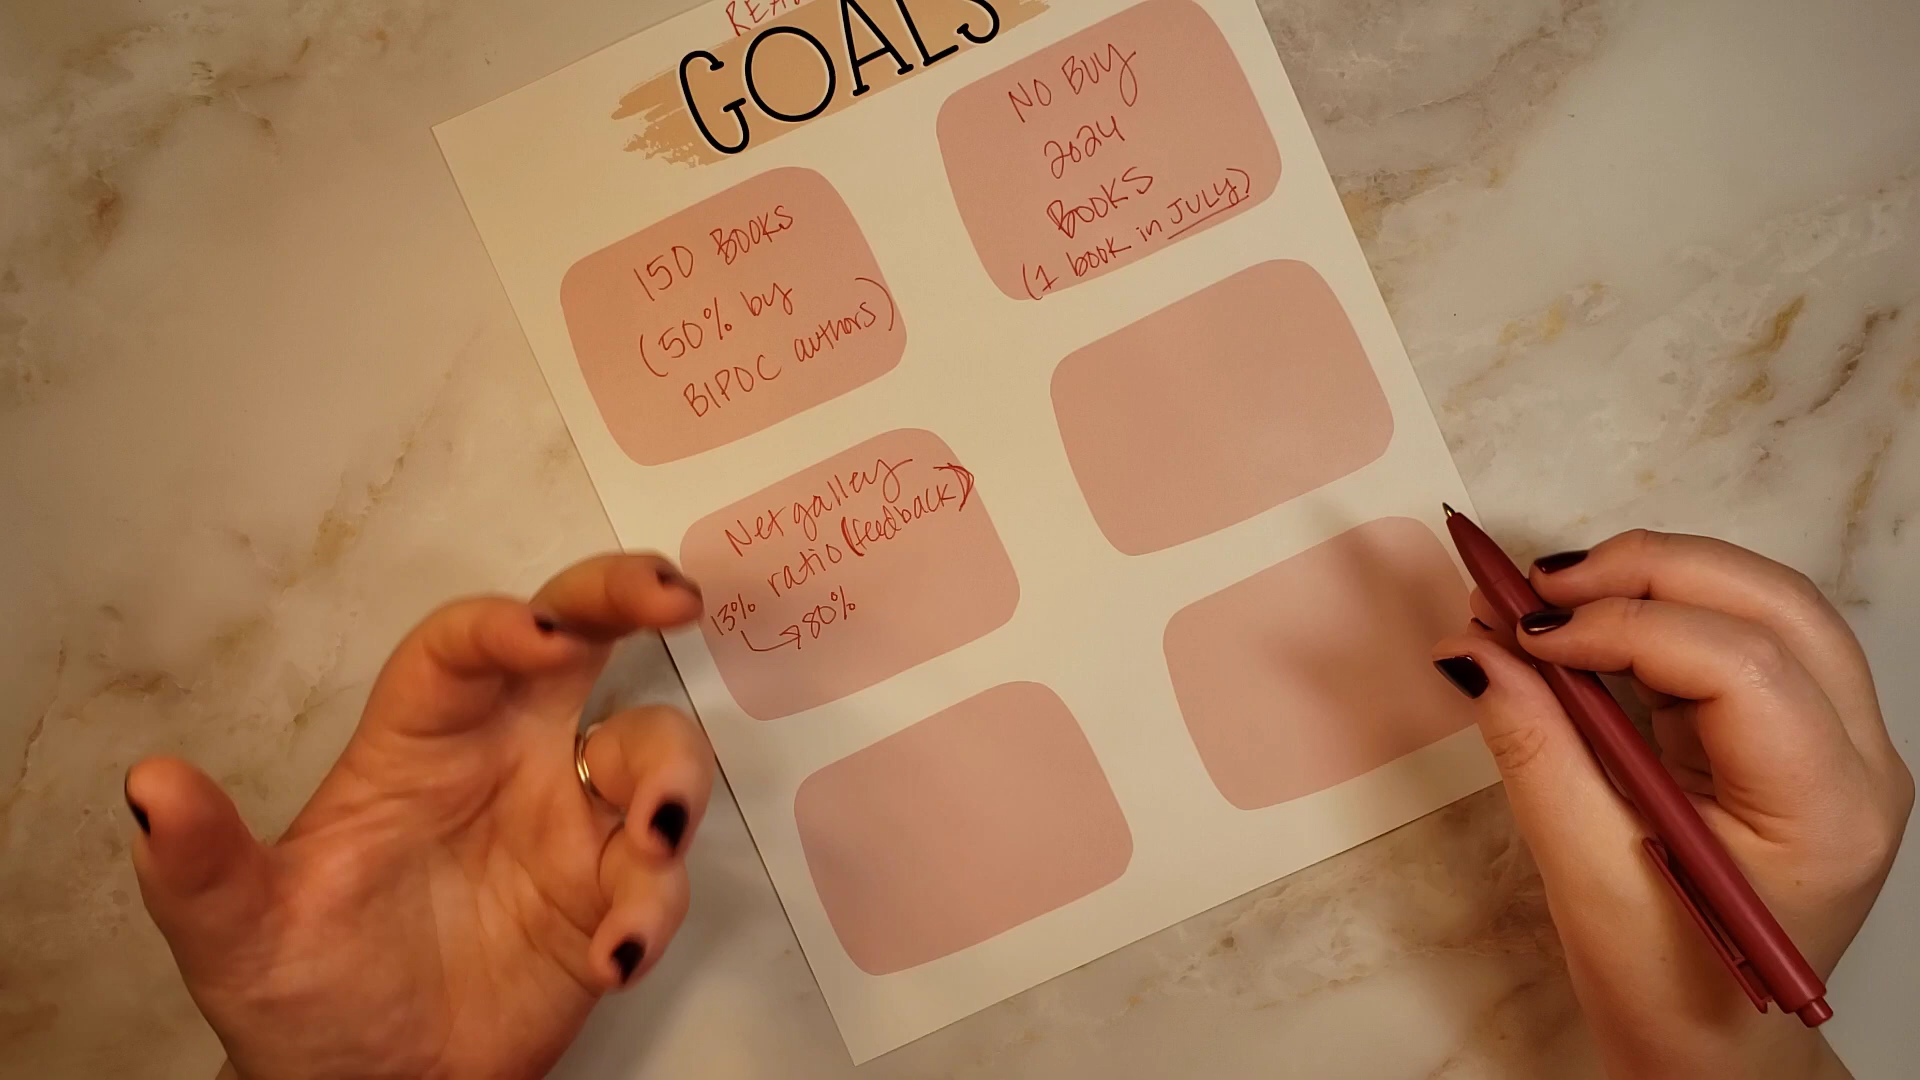 GOALS
150 BOOKS
(50% by
BIPOC authors)
NO BUY
2024
BOOKS
(1 book in JULY)
Netgalley
ratio (feedback)
13%
→80%